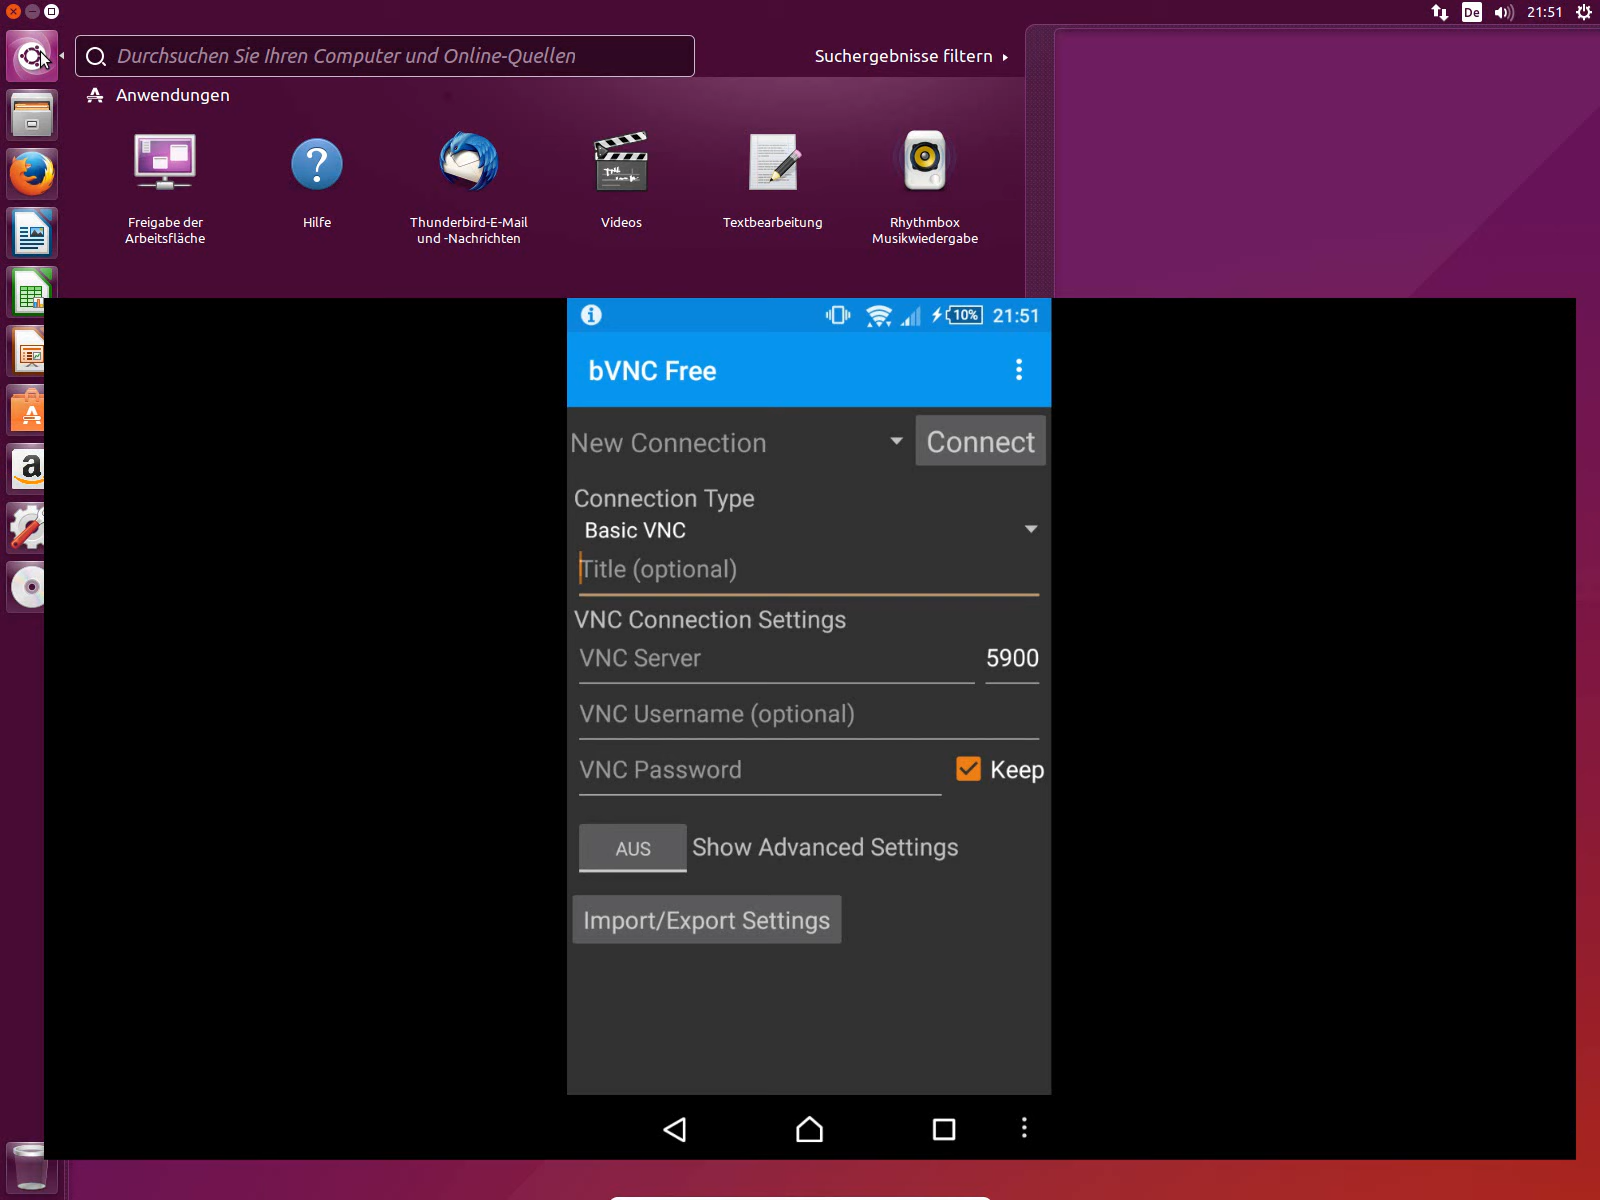 De 21:51
Durchsuchen Sie Ihren Computer und Online-Quellen
Suchergebnisse filtern
Anwendungen
Freigabe der
Arbeitsfläche
Hilfe
Thunderbird-E-Mail
und -Nachrichten
Videos
Textbearbeitung
Rhythmbox
Musikwiedergabe
10% 21:51
bVNC Free
New Connection
Connect
Connection Type
Basic VNC
Title (optional)
VNC Connection Settings
VNC Server
5900
VNC Username (optional)
VNC Password
Keep
AUS
Show Advanced Settings
Import/Export Settings